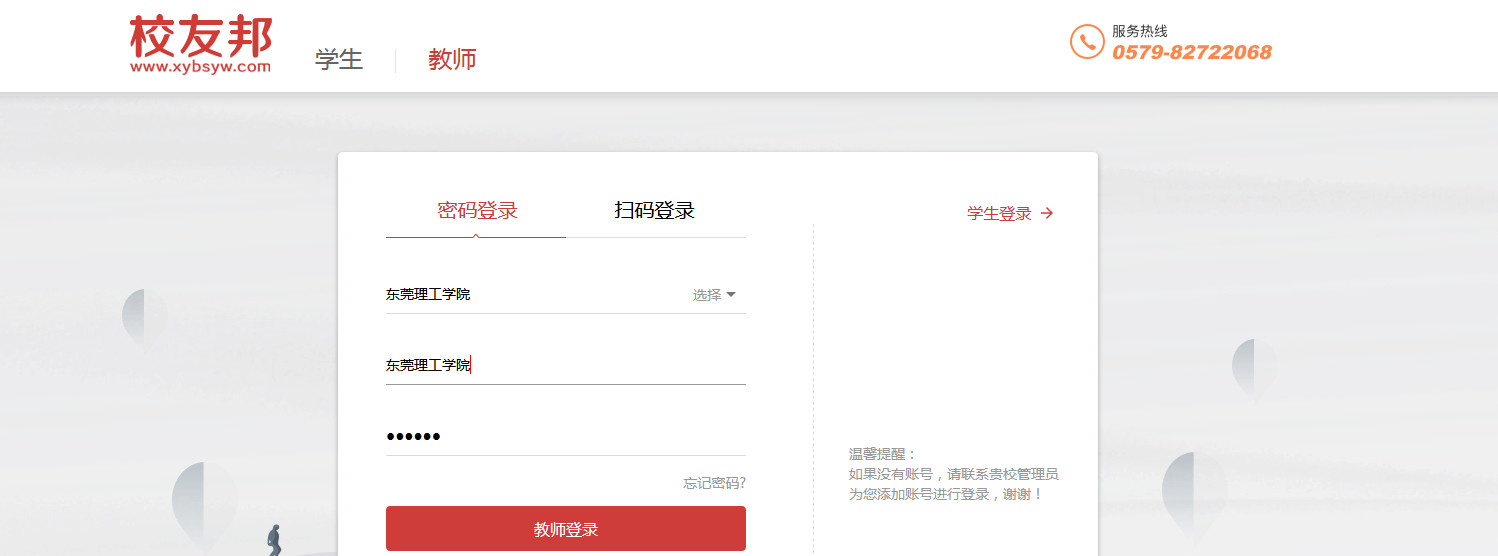 校友邦
www.xybsyw.com
学生
教师
服务热线
0579-82722068
密码登录
扫码登录
学生登录
东莞理工学院
选择
东莞理工学院
••••••
忘记密码?
教师登录
温馨提醒：
如果没有账号，请联系贵校管理员
为您添加账号进行登录，谢谢！